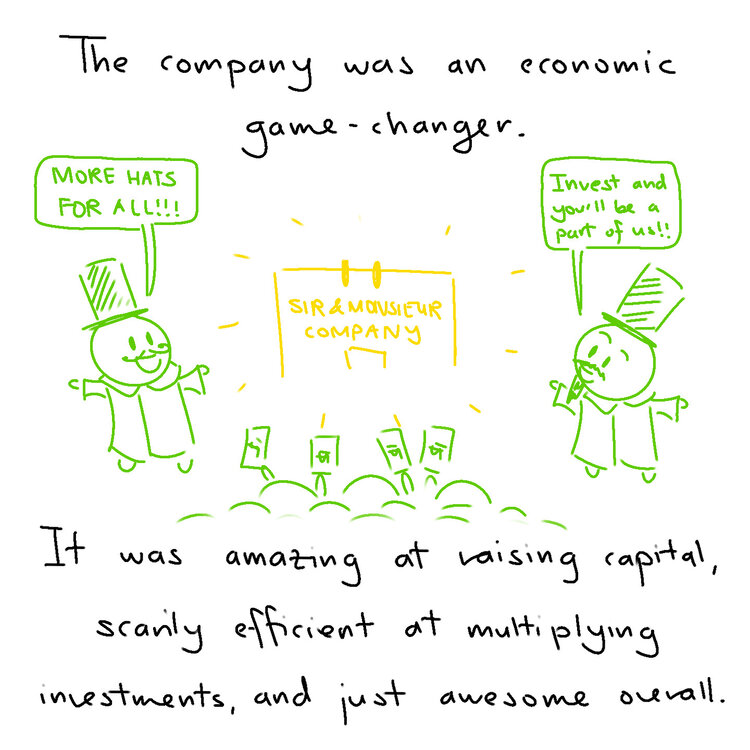 The company was an economic
game-changer.
MORE HATS
FOR ALL!!!
Invest and
you'll be a
part of us!!
SIR & MONSIEUR
COMPANY
It was amazing at raising capital,
scarily efficient at multiplying
investments, and just awesome overall.